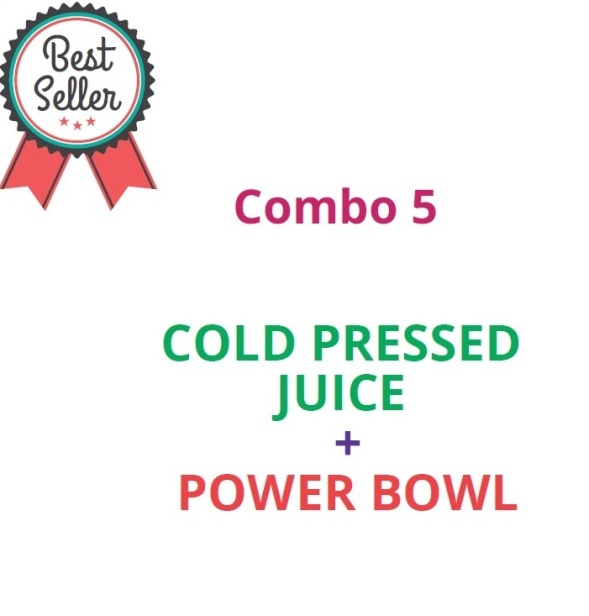 Best
Seller
Combo 5
COLD PRESSED
JUICE
+
POWER BOWL